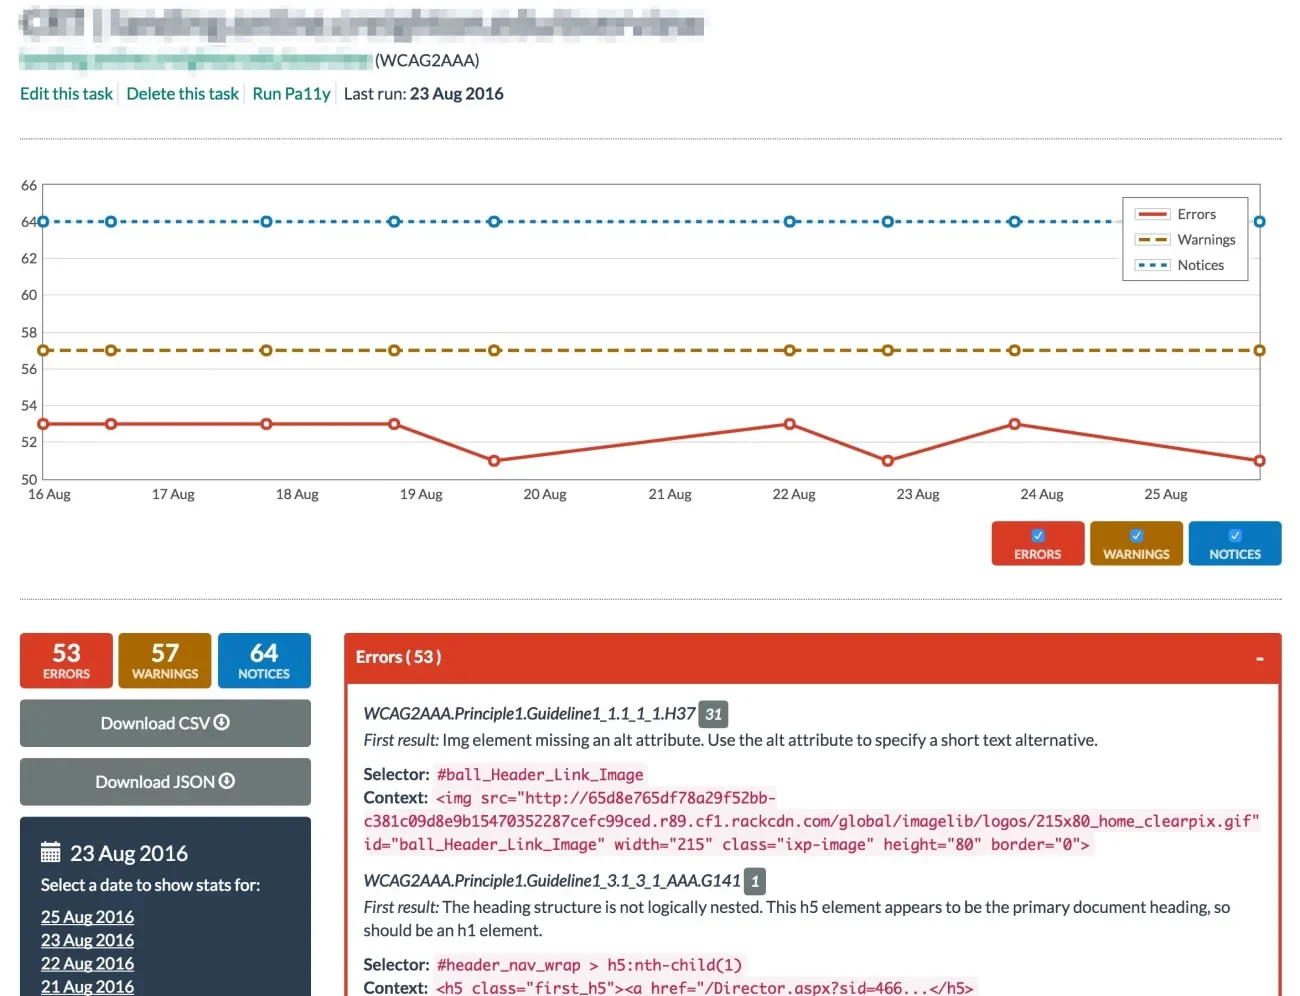 (WCAG2AAA)
Edit this task Delete this task Run Pa11y Last run: 23 Aug 2016
66
64
62
60
58
56
54
52
50
Errors
Warnings
Notices
16 Aug 17 Aug 18 Aug 19 Aug 20 Aug 21 Aug 22 Aug 23 Aug 24 Aug 25 Aug
ERRORS WARNINGS NOTICES
53 57 64
ERRORS WARNINGS NOTICES
Download CSV
Download JSON
23 Aug 2016
Select a date to show stats for:
25 Aug 2016
23 Aug 2016
22 Aug 2016
21 Aug 2016
Errors ( 53 ) -
WCAG2AAA.Principle1.Guideline1_1.1_1_1.H37 31
First result: Img element missing an alt attribute. Use the alt attribute to specify a short text alternative.
Selector: #ball_Header_Link_Image
Context: <img src="http://65d8e765df78a29f52bb-
c381c09d8e9b15470352287cefc99ced.r89.cf1.rackcdn.com/global/imagelib/logos/215x80_home_clearpix.gif"
id="ball_Header_Link_Image" width="215" class="ixp-image" height="80" border="0">
WCAG2AAA.Principle1.Guideline1_3.1_3_1_AAA.G141 1
First result: The heading structure is not logically nested. This h5 element appears to be the primary document heading, so
should be an h1 element.
Selector: #header_nav_wrap > h5:nth-child(1)
Context: <h5 class="first_h5"><a href="/Director.aspx?sid=466...</h5>